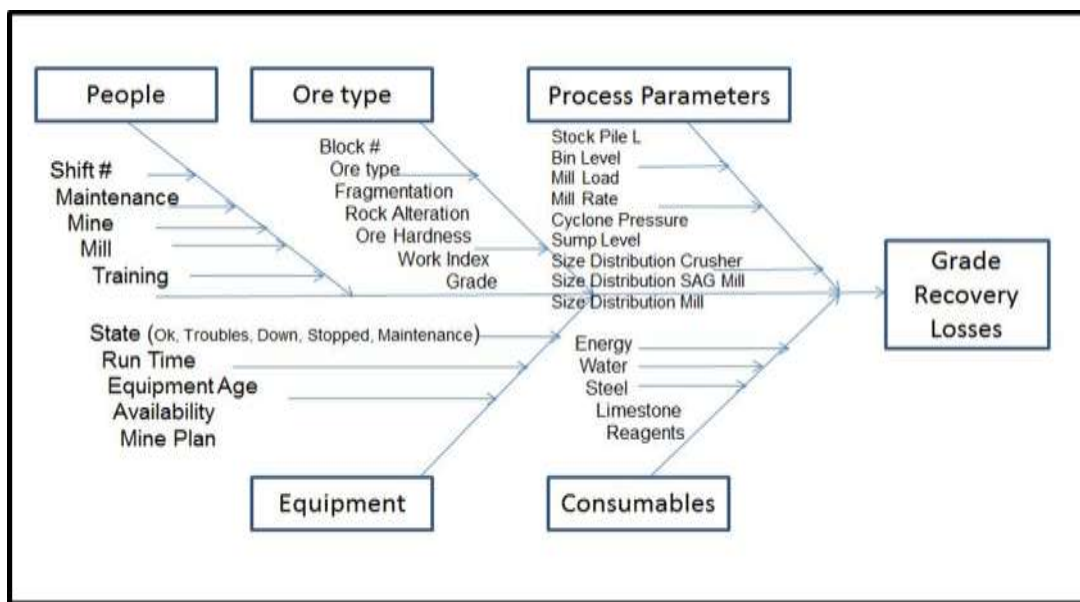 People
Ore type
Process Parameters
Shift #
Maintenance
Mine
Mill
Training
Block #
Ore type
Fragmentation
Rock Alteration
Ore Hardness
Work Index
Grade
Stock Pile L
Bin Level
Mill Load
Mill Rate
Cyclone Pressure
Sump Level
Size Distribution Crusher
Size Distribution SAG Mill
Size Distribution Mill
Grade
Recovery
Losses
State (Ok, Troubles, Down, Stopped, Maintenance)
Run Time
Equipment Age
Availability
Mine Plan
Energy
Water
Steel
Limestone
Reagents
Equipment
Consumables